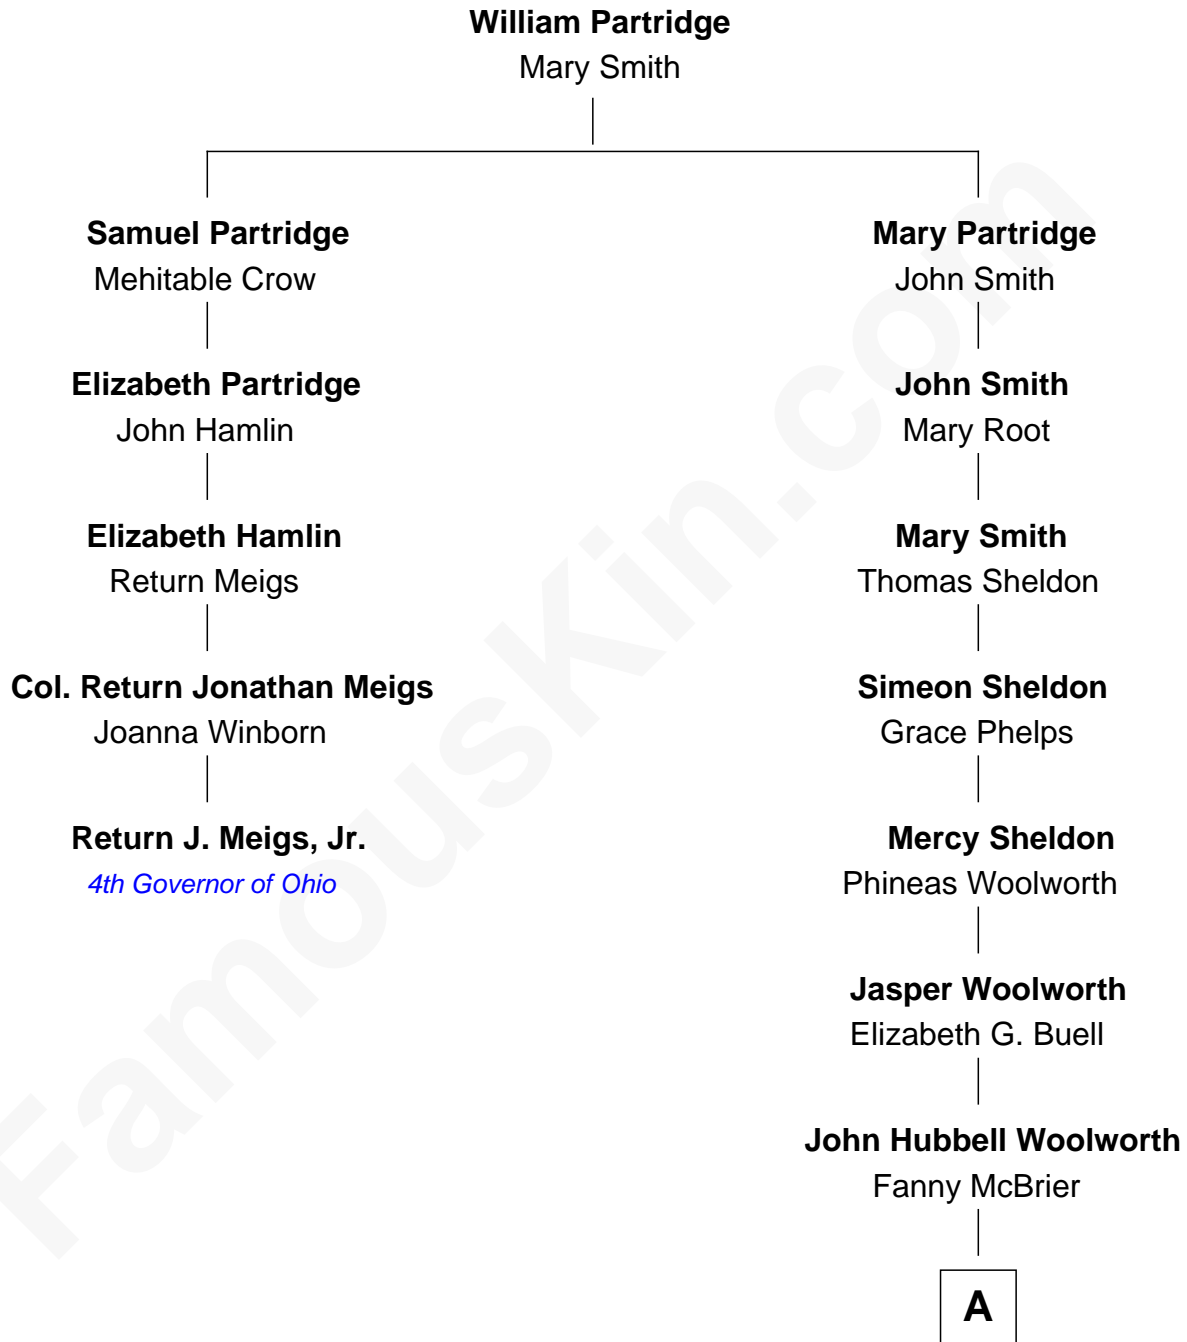 William Partridge
Mary Smith
Samuel Partridge
Mehitable Crow
Elizabeth Partridge
John Hamlin
Elizabeth Hamlin
Return Meigs
Col. Return Jonathan Meigs
Joanna Winborn
Return J. Meigs, Jr.
4th Governor of Ohio
Mary Partridge
John Smith
John Smith
Mary Root
Mary Smith
Thomas Sheldon
Simeon Sheldon
Grace Phelps
Mercy Sheldon
Phineas Woolworth
Jasper Woolworth
Elizabeth G. Buell
John Hubbell Woolworth
Fanny McBrier
A
FamousKin.com